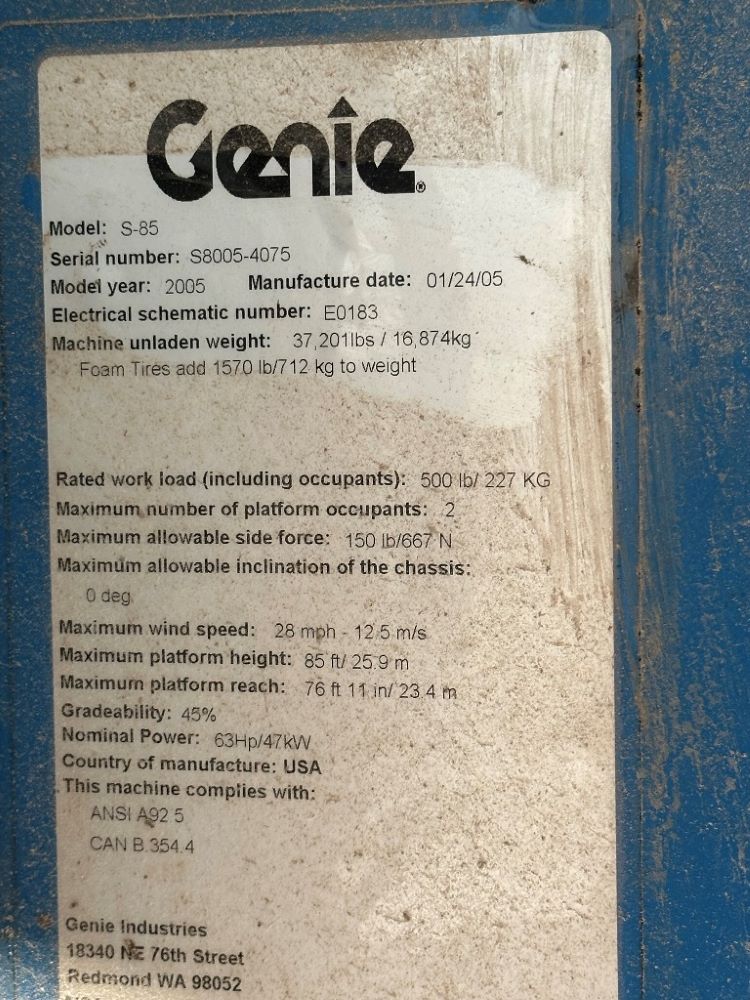 Genie®
Model: S-85
Serial number: S8005-4075
Model year: 2005 Manufacture date: 01/24/05
Electrical schematic number: E0183
Machine unladen weight: 37,201lbs / 16,874kg
Foam Tires add 1570 lb/712 kg to weight
Rated work load (including occupants): 500 lb/ 227 KG
Maximum number of platform occupants: 2
Maximum allowable side force: 150 lb/667 N
Maximum allowable inclination of the chassis:
0 deg
Maximum wind speed: 28 mph - 12.5 m/s
Maximum platform height: 85 ft/ 25.9 m
Maximum platform reach: 76 ft 11 in/ 23.4 m
Gradeability: 45%
Nominal Power: 63Hp/47kW
Country of manufacture: USA
This machine complies with:
ANSI A92.5
CAN B.354.4
Genie Industries
18340 NE 76th Street
Redmond WA 98052